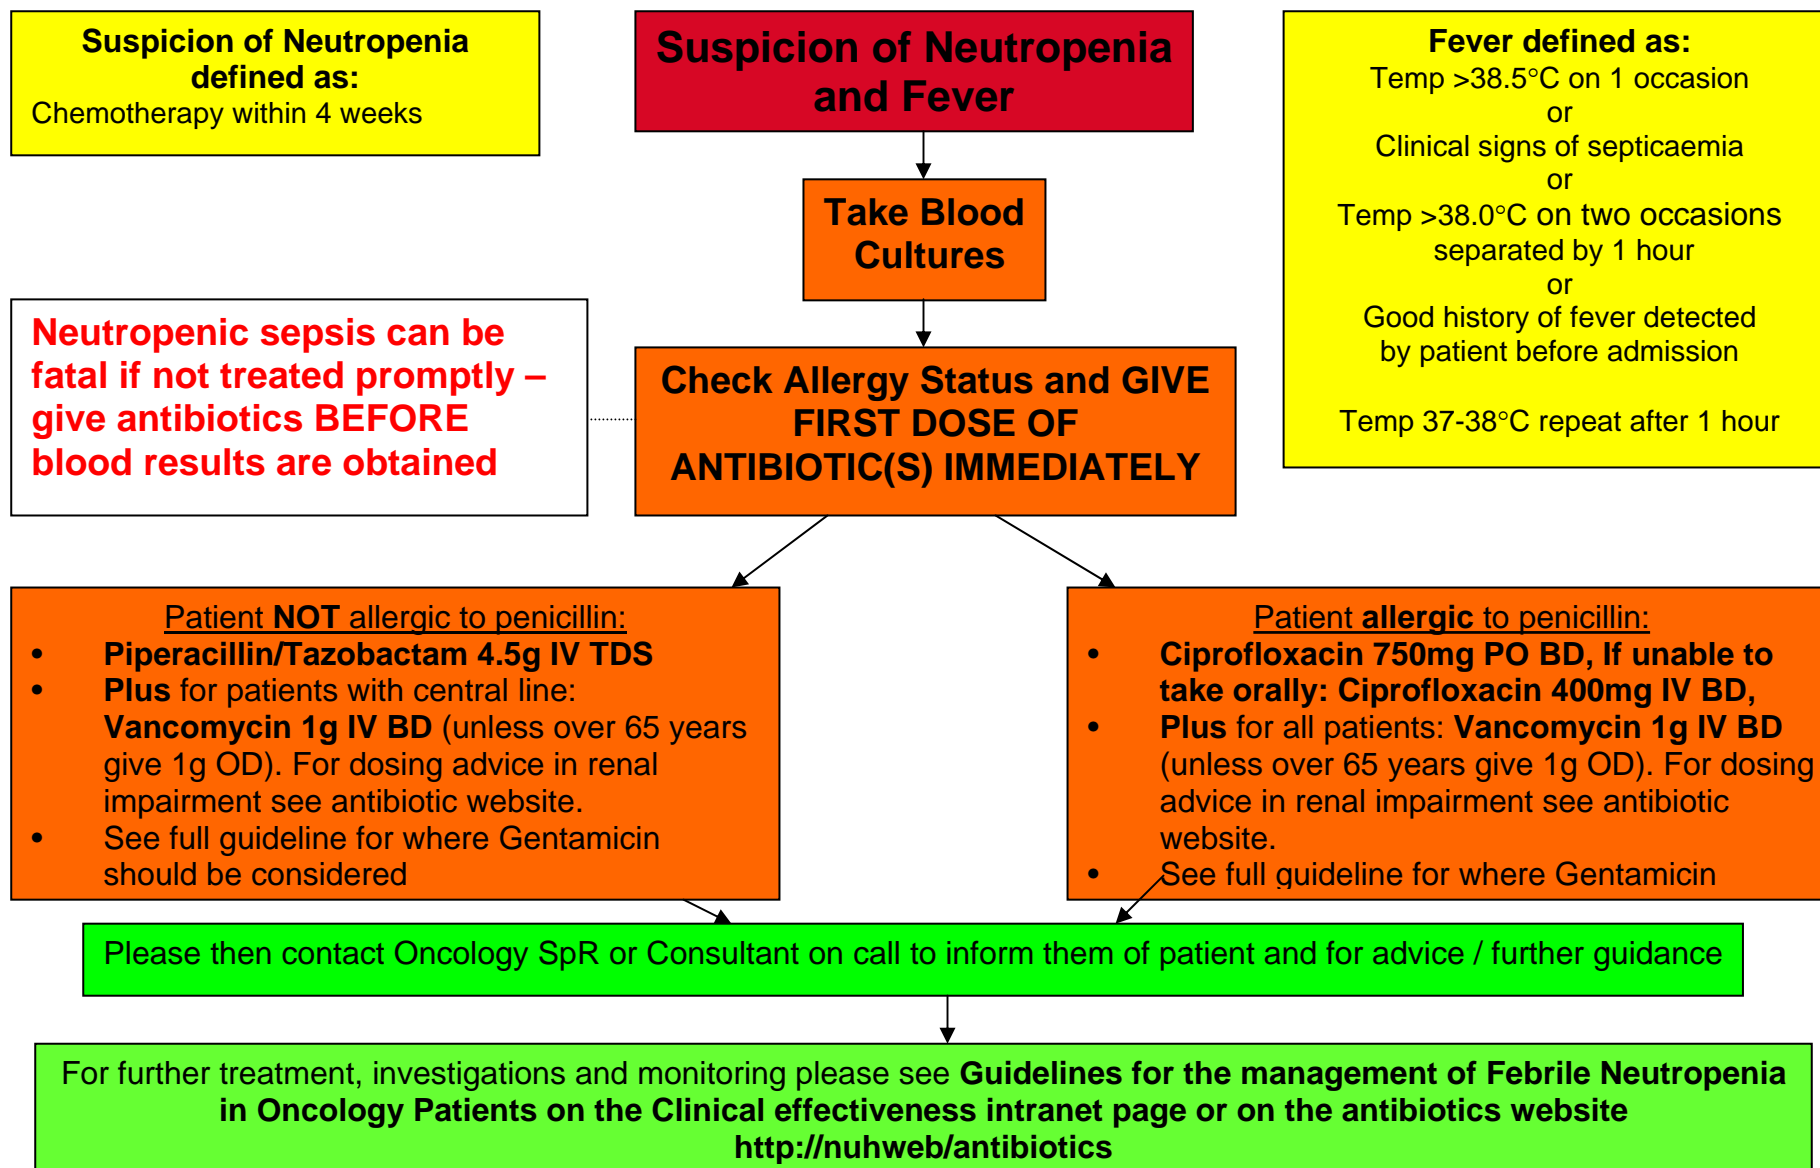 Suspicion of Neutropenia
defined as:
Chemotherapy within 4 weeks
Suspicion of Neutropenia
and Fever
Fever defined as:
Temp >38.5°C on 1 occasion
or
Clinical signs of septicaemia
or
Temp >38.0°C on two occasions
separated by 1 hour
or
Good history of fever detected
by patient before admission
Temp 37-38°C repeat after 1 hour
Take Blood
Cultures
Neutropenic sepsis can be
fatal if not treated promptly –
give antibiotics BEFORE
blood results are obtained
Check Allergy Status and GIVE
FIRST DOSE OF
ANTIBIOTIC(S) IMMEDIATELY
Patient NOT allergic to penicillin:
• Piperacillin/Tazobactam 4.5g IV TDS
• Plus for patients with central line:
Vancomycin 1g IV BD (unless over 65 years
give 1g OD). For dosing advice in renal
impairment see antibiotic website.
• See full guideline for where Gentamicin
should be considered
Patient allergic to penicillin:
• Ciprofloxacin 750mg PO BD, If unable to
take orally: Ciprofloxacin 400mg IV BD,
• Plus for all patients: Vancomycin 1g IV BD
(unless over 65 years give 1g OD). For dosing
advice in renal impairment see antibiotic
website.
• See full guideline for where Gentamicin
Please then contact Oncology SpR or Consultant on call to inform them of patient and for advice / further guidance
For further treatment, investigations and monitoring please see Guidelines for the management of Febrile Neutropenia
in Oncology Patients on the Clinical effectiveness intranet page or on the antibiotics website
http://nuhweb/antibiotics